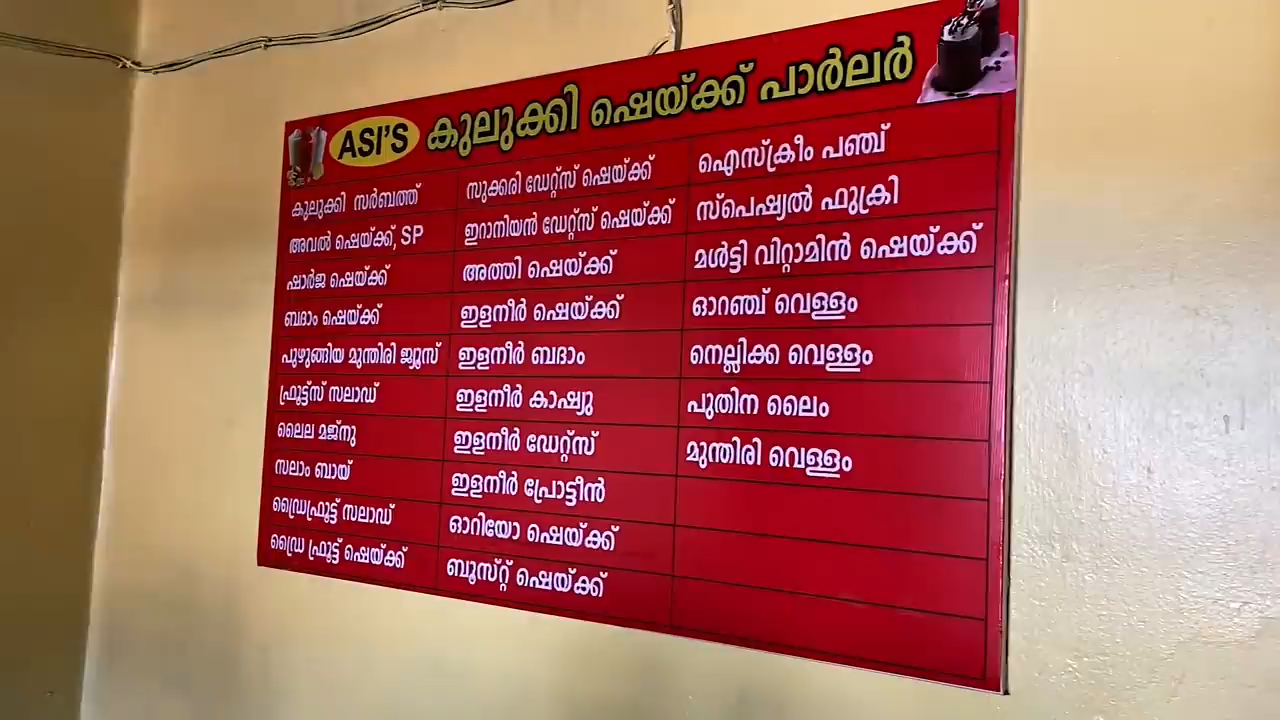 ASI'S കുലുക്കി ഷെയ്ക്ക് പാർലർ
കുലുക്കി സർബത്ത്
അവൽ ഷെയ്ക്ക്, SP
ഷാർജ ഷെയ്ക്ക്
ബദാം ഷെയ്ക്ക്
പുഴുങ്ങിയ മുന്തിരി ജ്യൂസ്
ഫ്രൂട്ട്സ് സലാഡ്
ലൈല മജ്നു
സലാം ബായ്
ഡ്രൈഫ്രൂട്ട് സലാഡ്
ഡ്രൈ ഫ്രൂട്ട് ഷെയ്ക്ക്
സുക്കരി ഡേറ്റ്സ് ഷെയ്ക്ക്
ഇറാനിയൻ ഡേറ്റ്സ് ഷെയ്ക്ക്
അത്തി ഷെയ്ക്ക്
ഇളനീർ ഷെയ്ക്ക്
ഇളനീർ ബദാം
ഇളനീർ കാഷ്യു
ഇളനീർ ഡേറ്റ്സ്
ഇളനീർ പ്രോട്ടീൻ
ഓറിയോ ഷെയ്ക്ക്
ബൂസ്റ്റ് ഷെയ്ക്ക്
ഐസ്ക്രീം പഞ്ച്
സ്പെഷ്യൽ ഫുക്രി
മൾട്ടി വിറ്റാമിൻ ഷെയ്ക്ക്
ഓറഞ്ച് വെള്ളം
നെല്ലിക്ക വെള്ളം
പുതിന ലൈം
മുന്തിരി വെള്ളം